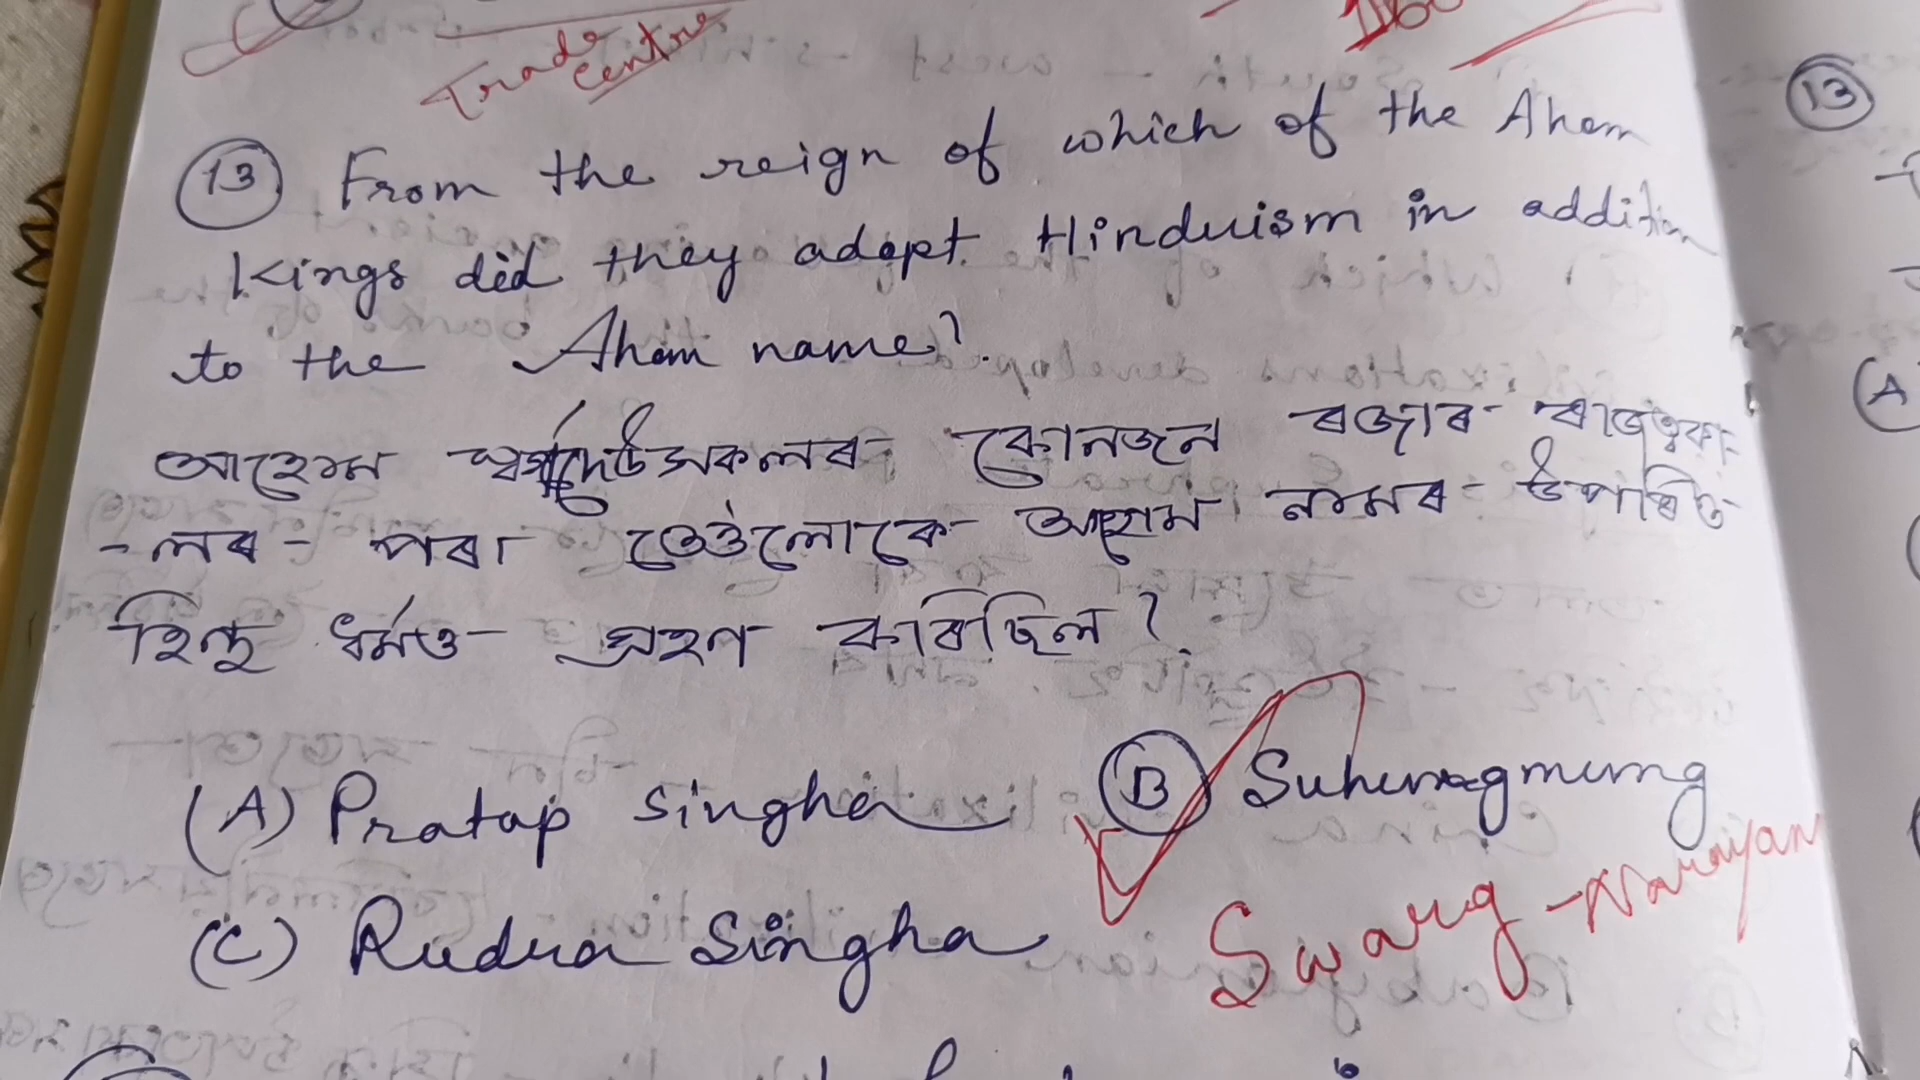 Trade
Centre
(13) From the reign of which of the Ahom
Kings did they adopt Hinduism in addition
to the Ahom name?
আহোম স্বৰ্গদেউসকলৰ কোনজন ৰজাৰ ৰাজত্বকা-
-লৰ পৰা তেওঁলোকে আহোম নামৰ উপৰিও
হিন্দু ধৰ্মও গ্ৰহণ কৰিছিল?
(A) Pratap Singha (B) Suhungmung
Swarg-Narayan
(C) Rudra Singha
(13)
(A